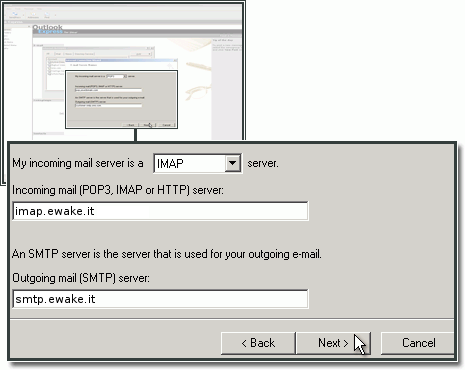 Outlook
Express
My incoming mail server is a IMAP server.
Incoming mail (POP3, IMAP or HTTP) server:
imap.ewake.it
An SMTP server is the server that is used for your outgoing e-mail.
Outgoing mail (SMTP) server:
smtp.ewake.it
< Back Next > Cancel